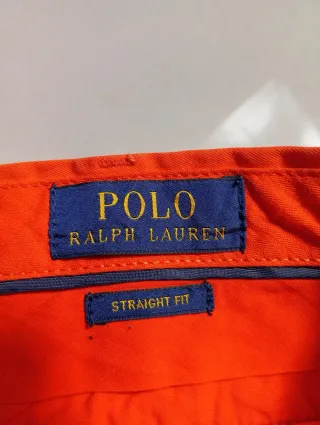 POLO
RALPH LAUREN
STRAIGHT FIT